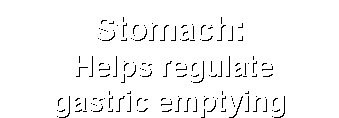 Stomach:
Helps regulate
gastric emptying